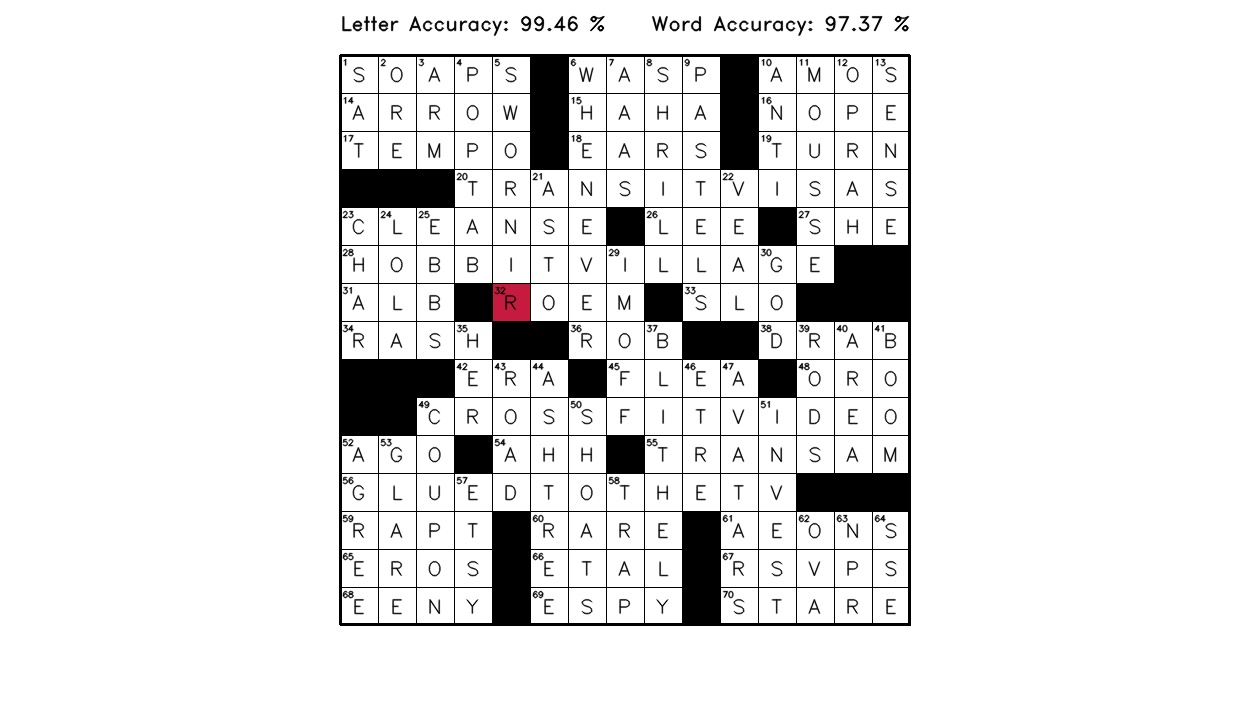 Letter Accuracy: 99.46 % Word Accuracy: 97.37 %
1 S 2 O 3 A 4 P 5 S 6 W 7 A 8 S 9 P 10 A 11 M 12 O 13 S
14 A R R O W 15 H A H A 16 N O P E
17 T E M P O 18 E A R S 19 T U R N
20 T R 21 A N S I T 22 V I S A S
23 C 24 L 25 E A N S E 26 L E E 27 S H E
28 H O B B I T V 29 I L L A 30 G E
31 A L B 32 R O E M 33 S L O
34 R A S 35 H 36 R O 37 B 38 D 39 R 40 A 41 B
42 E 43 R 44 A 45 F L 46 E 47 A 48 O R O
49 C R O S 50 S F I T V 51 I D E O
52 A 53 G O 54 A H H 55 T R A N S A M
56 G L U 57 E D T O 58 T H E T V
59 R A P T 60 R A R E 61 A E 62 O 63 N 64 S
65 E R O S 66 E T A L 67 R S V P S
68 E E N Y 69 E S P Y 70 S T A R E